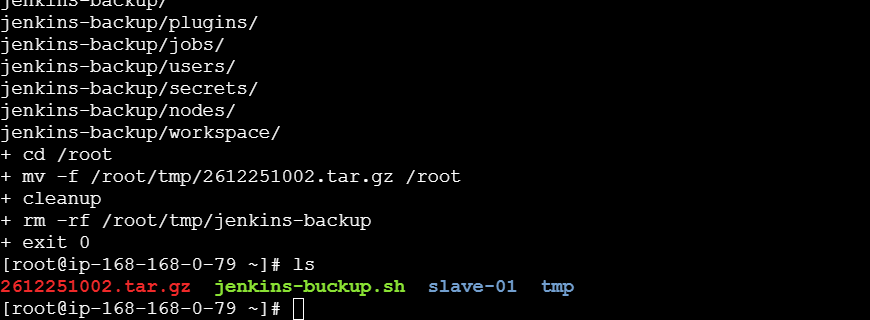 jenkins-backup/
jenkins-backup/plugins/
jenkins-backup/jobs/
jenkins-backup/users/
jenkins-backup/secrets/
jenkins-backup/nodes/
jenkins-backup/workspace/
+ cd /root
+ mv -f /root/tmp/2612251002.tar.gz /root
+ cleanup
+ rm -rf /root/tmp/jenkins-backup
+ exit 0
[root@ip-168-168-0-79 ~]# ls
2612251002.tar.gz jenkins-buckup.sh slave-01 tmp
[root@ip-168-168-0-79 ~]#